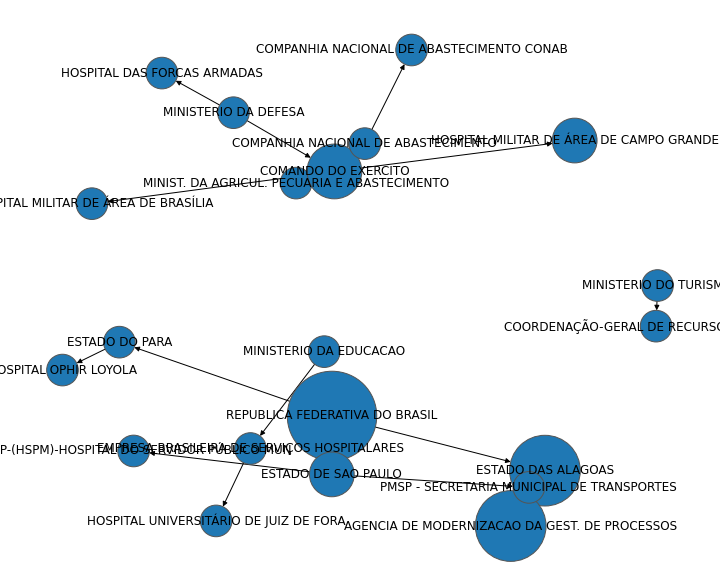 COMPANHIA NACIONAL DE ABASTECIMENTO CONAB
HOSPITAL DAS FORCAS ARMADAS
MINISTERIO DA DEFESA
COMPANHIA NACIONAL DE ABASTECIMENTO
HOSPITAL MILITAR DE ÁREA DE CAMPO GRANDE
COMANDO DO EXERCITO
MINIST. DA AGRICUL. PECUARIA E ABASTECIMENTO
PITAL MILITAR DE ÁREA DE BRASÍLIA
MINISTERIO DO TURISM
COORDENAÇÃO-GERAL DE RECURSO
ESTADO DO PARA
MINISTERIO DA EDUCACAO
OSPITAL OPHIR LOYOLA
REPUBLICA FEDERATIVA DO BRASIL
EMPRESA BRASILEIRA DE SERVIÇOS HOSPITALARES
P-(HSPM)-HOSPITAL DO SERVIDOR PUBLICO MUN
ESTADO DE SAO PAULO
ESTADO DAS ALAGOAS
PMSP - SECRETARIA MUNICIPAL DE TRANSPORTES
HOSPITAL UNIVERSITÁRIO DE JUIZ DE FORA
AGENCIA DE MODERNIZACAO DA GEST. DE PROCESSOS